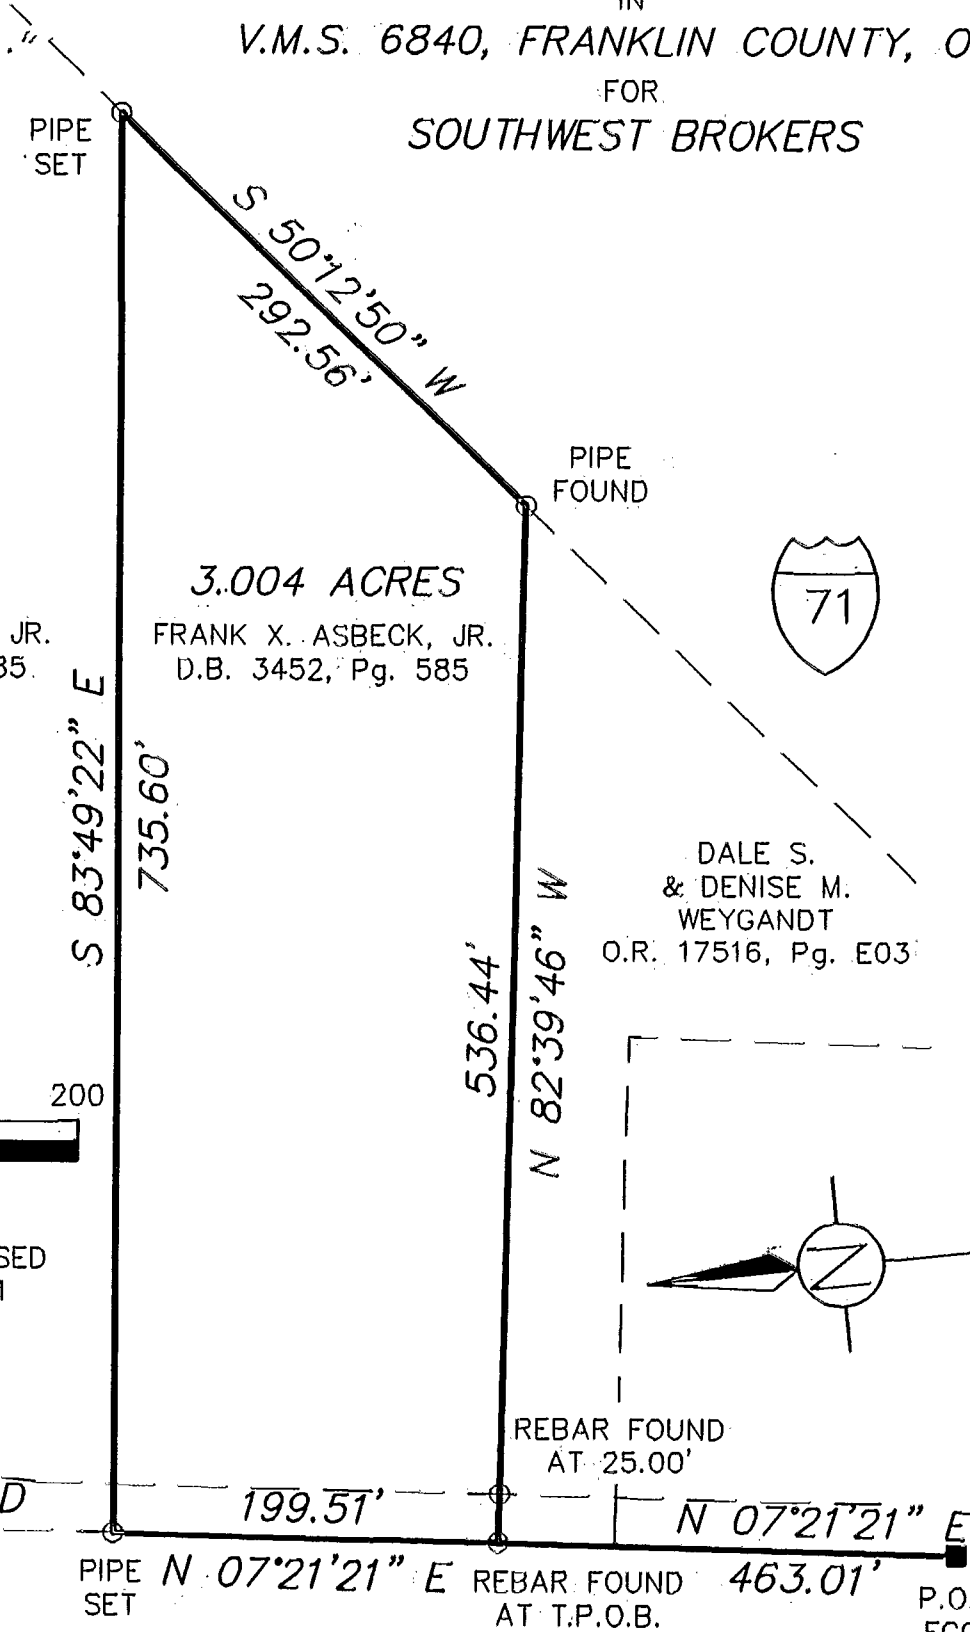 IN
V.M.S. 6840, FRANKLIN COUNTY, O
FOR
SOUTHWEST BROKERS
PIPE
SET
S 50°12'50" W
292.56'
PIPE
FOUND
71
3.004 ACRES
FRANK X. ASBECK, JR.
D.B. 3452, Pg. 585
JR.
S 83°49'22" E
735.60'
DALE S.
& DENISE M.
WEYGANDT
O.R. 17516, Pg. E03
536.44'
N 82°39'46" W
200
N
REBAR FOUND
AT 25.00'
D
199.51'
N 07°21'21" E
PIPE
SET
N 07°21'21" E
REBAR FOUND
AT T.P.O.B.
463.01'
P.O.